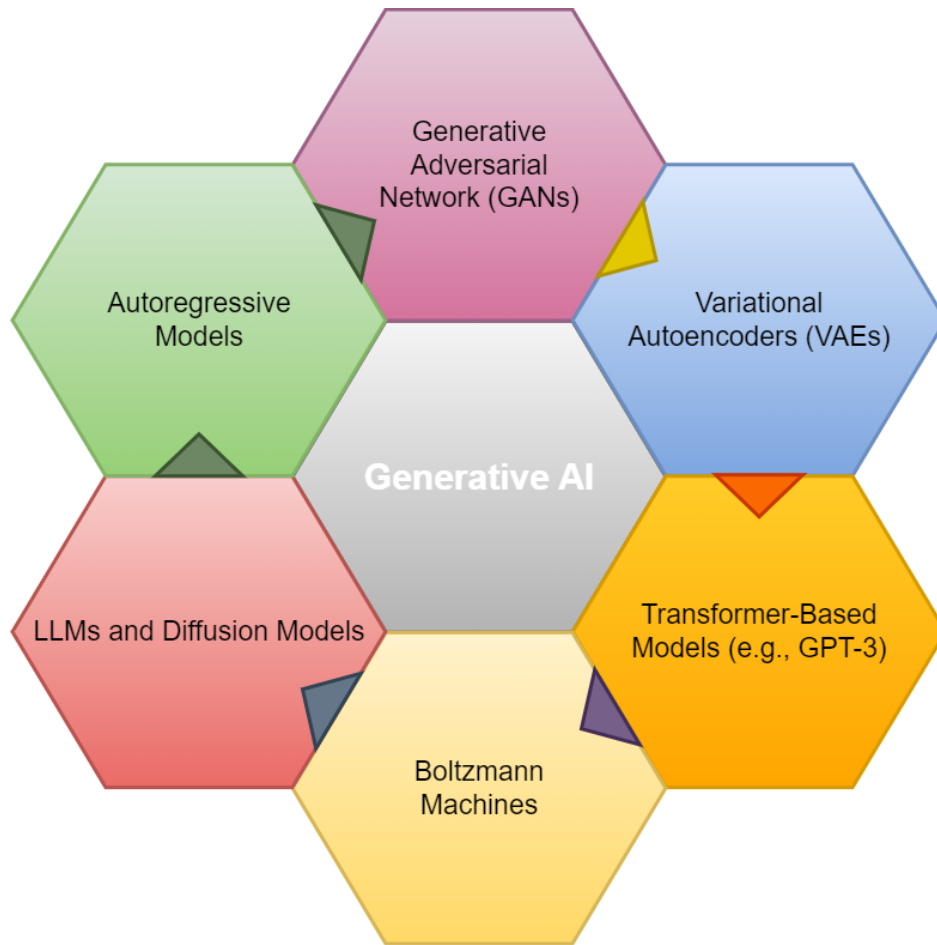 Generative
Adversarial
Network (GANs)
Autoregressive
Models
Variational
Autoencoders (VAEs)
Generative AI
LLMs and Diffusion Models
Transformer-Based
Models (e.g., GPT-3)
Boltzmann
Machines